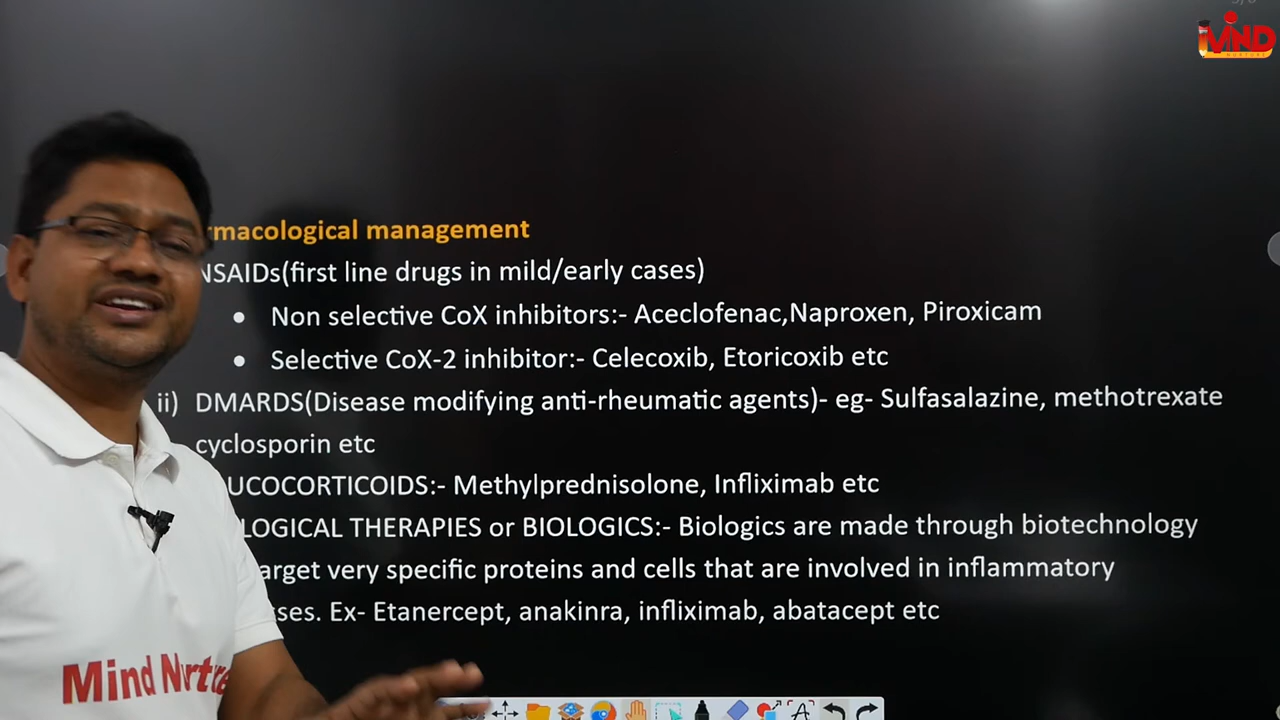 MIND
rmacological management
NSAIDs(first line drugs in mild/early cases)
• Non selective CoX inhibitors:- Aceclofenac,Naproxen, Piroxicam
• Selective CoX-2 inhibitor:- Celecoxib, Etoricoxib etc
ii) DMARDS(Disease modifying anti-rheumatic agents)- eg- Sulfasalazine, methotrexate
cyclosporin etc
UCOCORTICOIDS:- Methylprednisolone, Infliximab etc
LOGICAL THERAPIES or BIOLOGICS:- Biologics are made through biotechnology
arget very specific proteins and cells that are involved in inflammatory
sses. Ex- Etanercept, anakinra, infliximab, abatacept etc
Mind Nurture